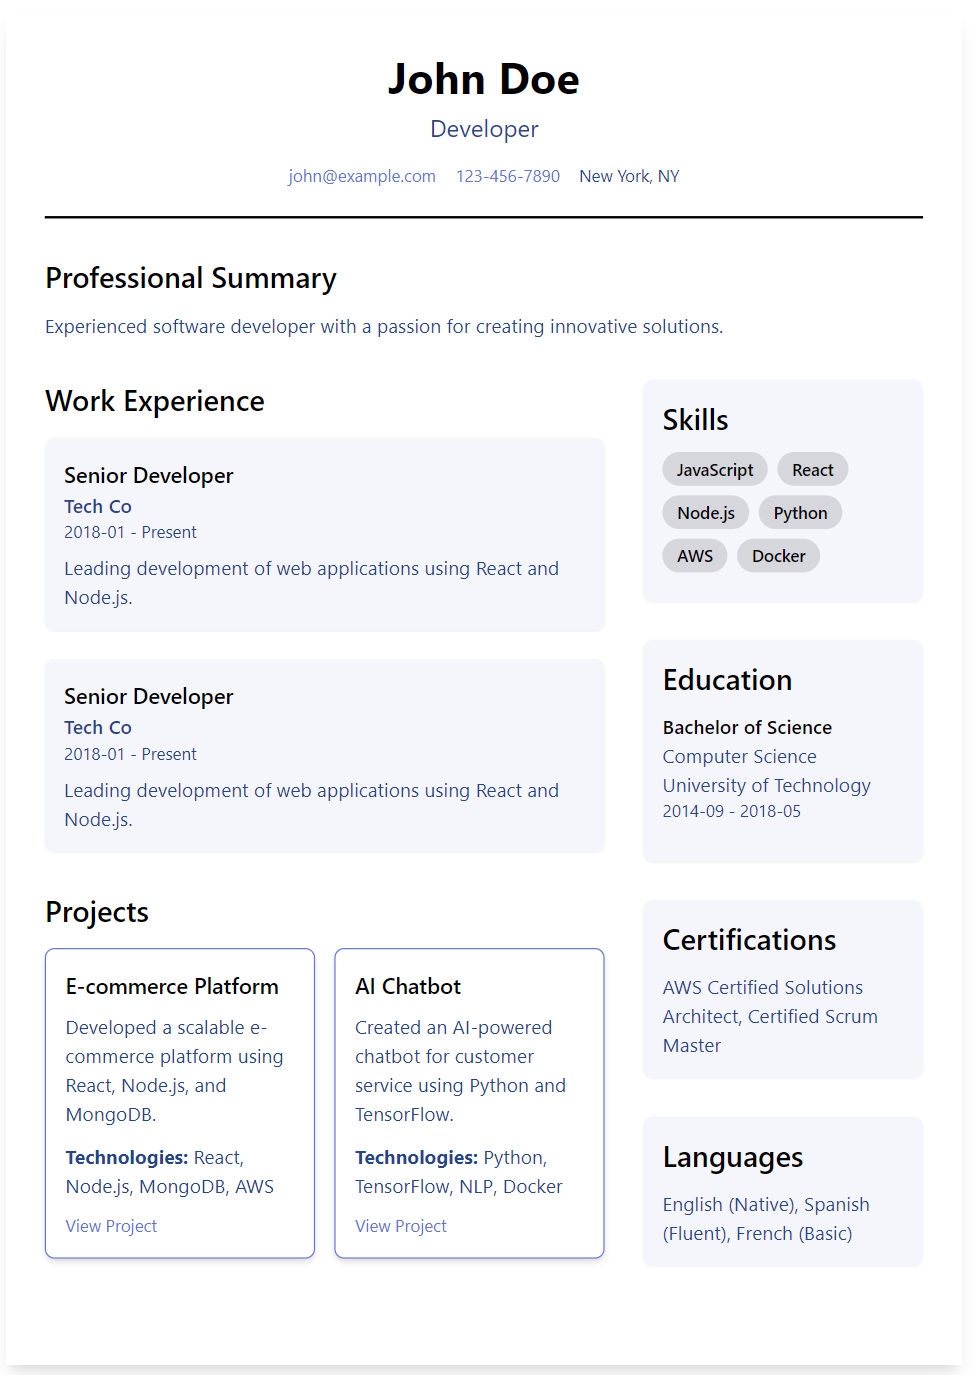 John Doe
Developer
john@example.com 123-456-7890 New York, NY
Professional Summary
Experienced software developer with a passion for creating innovative solutions.
Work Experience
Senior Developer
Tech Co
2018-01 - Present
Leading development of web applications using React and
Node.js.
Senior Developer
Tech Co
2018-01 - Present
Leading development of web applications using React and
Node.js.
Projects
E-commerce Platform
Developed a scalable e-
commerce platform using
React, Node.js, and
MongoDB.
Technologies: React,
Node.js, MongoDB, AWS
View Project
AI Chatbot
Created an AI-powered
chatbot for customer
service using Python and
TensorFlow.
Technologies: Python,
TensorFlow, NLP, Docker
View Project
Skills
JavaScript React
Node.js Python
AWS Docker
Education
Bachelor of Science
Computer Science
University of Technology
2014-09 - 2018-05
Certifications
AWS Certified Solutions
Architect, Certified Scrum
Master
Languages
English (Native), Spanish
(Fluent), French (Basic)